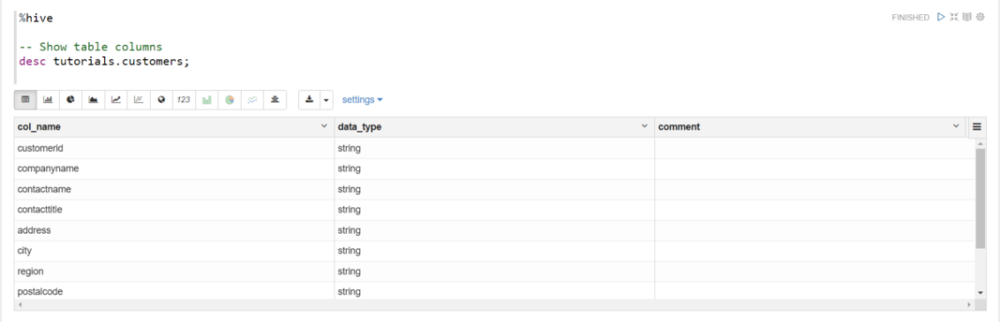 %hive
FINISHED
-- Show table columns
desc tutorials.customers;
123
settings
col_name data_type comment
customerid string
companyname string
contactname string
contacttitle string
address string
city string
region string
postalcode string